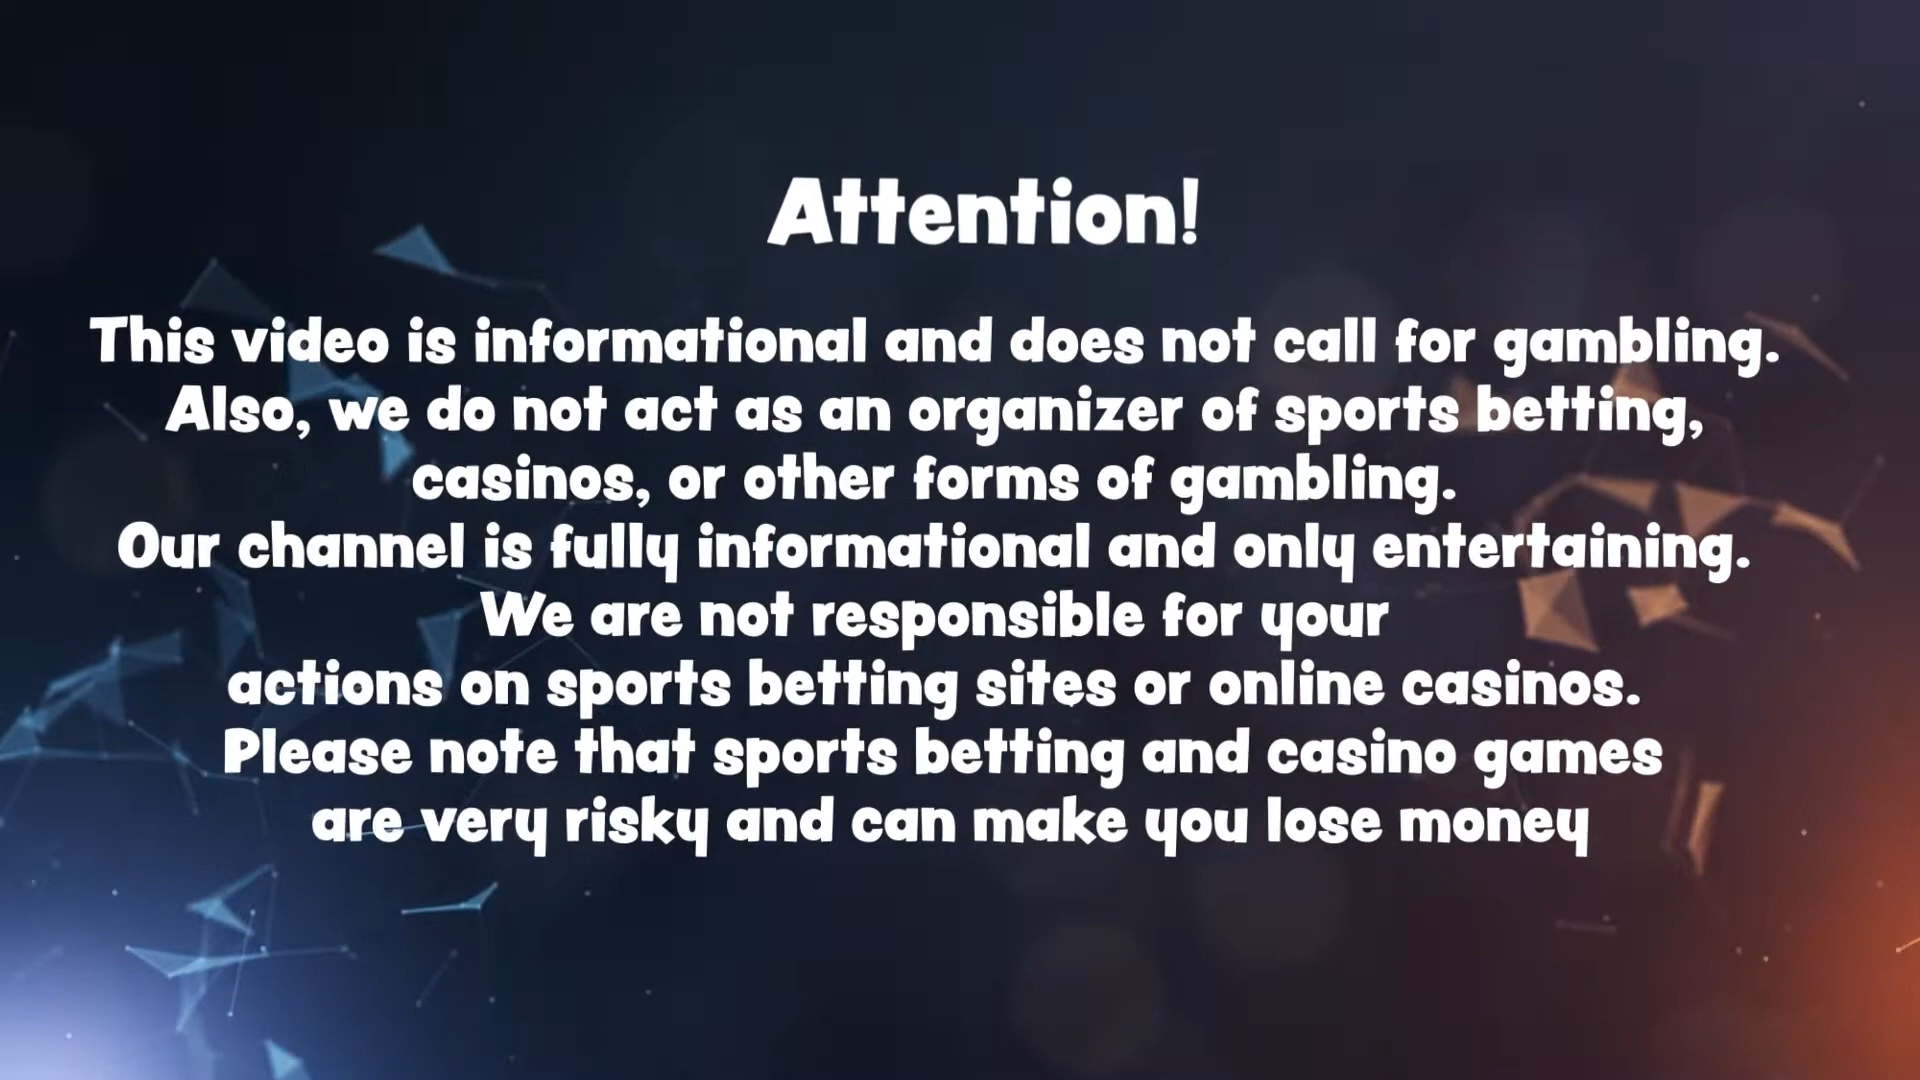 Attention!
This video is informational and does not call for gambling.
Also, we do not act as an organizer of sports betting,
casinos, or other forms of gambling.
Our channel is fully informational and only entertaining.
We are not responsible for your
actions on sports betting sites or online casinos.
Please note that sports betting and casino games
are very risky and can make you lose money